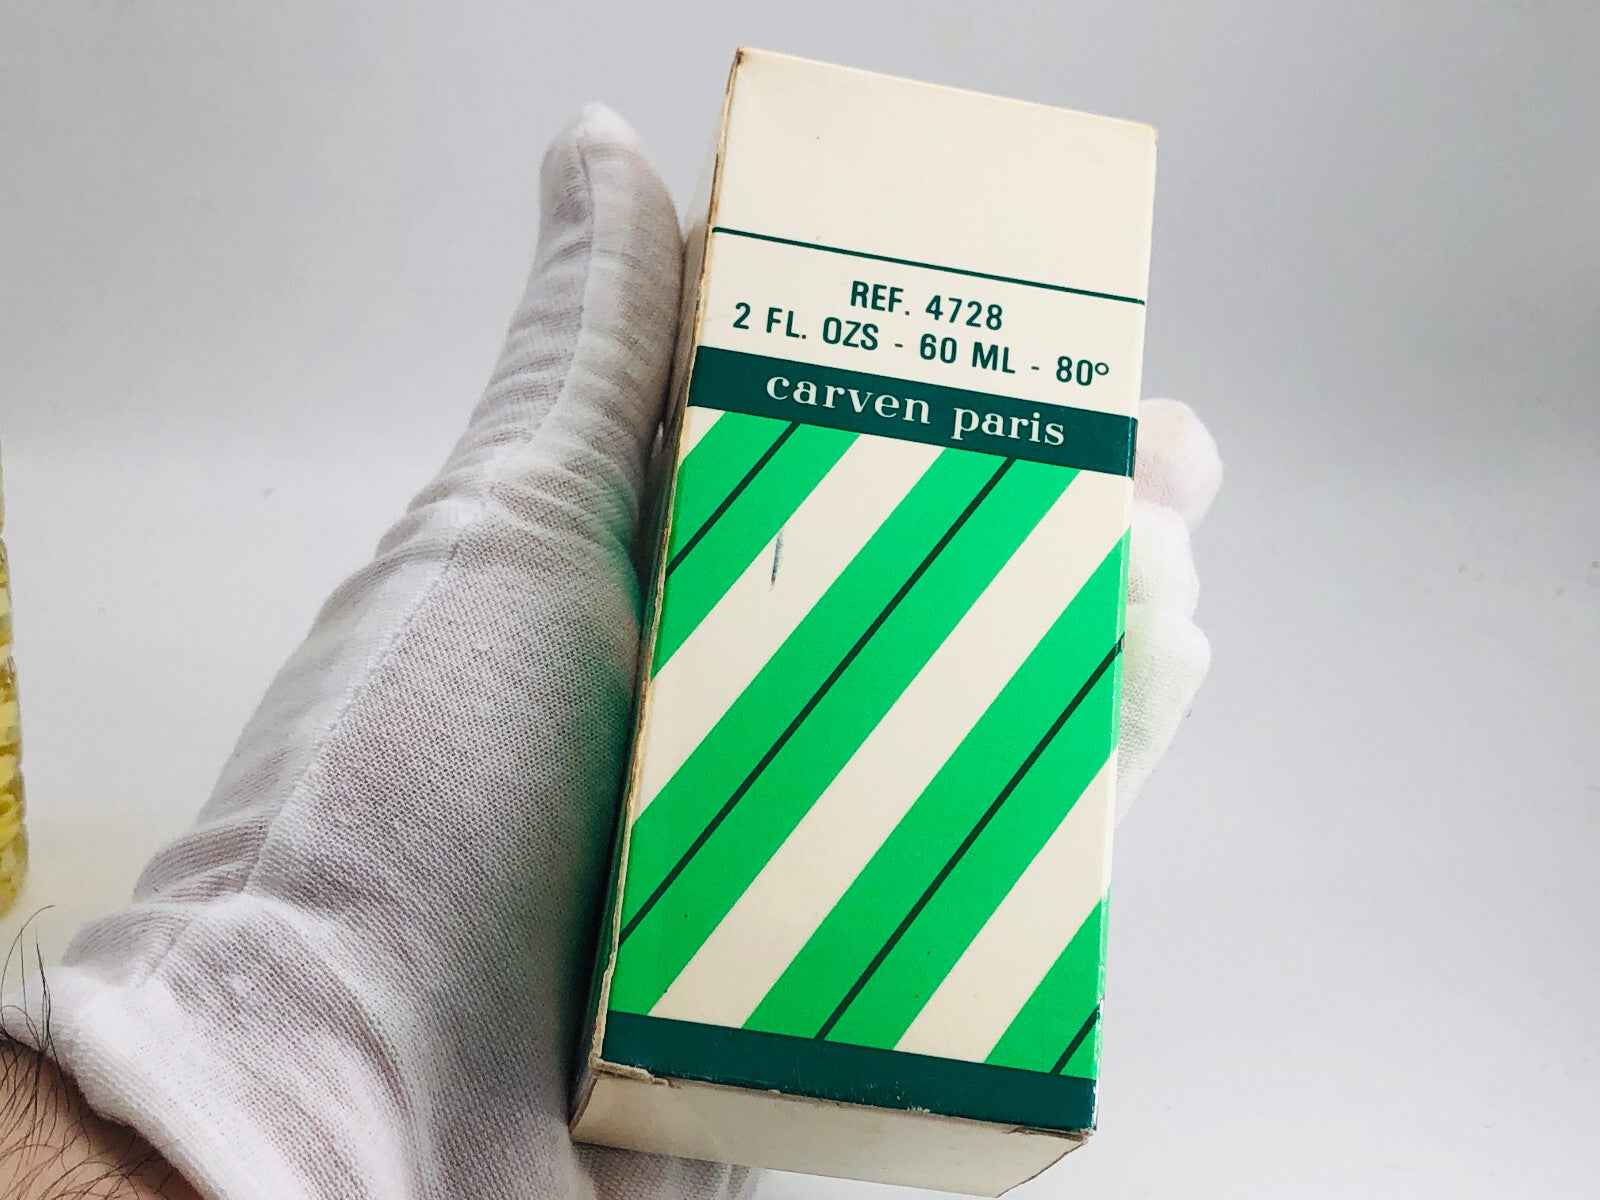 REF. 4728
2 FL. OZS - 60 ML - 80°
carven paris